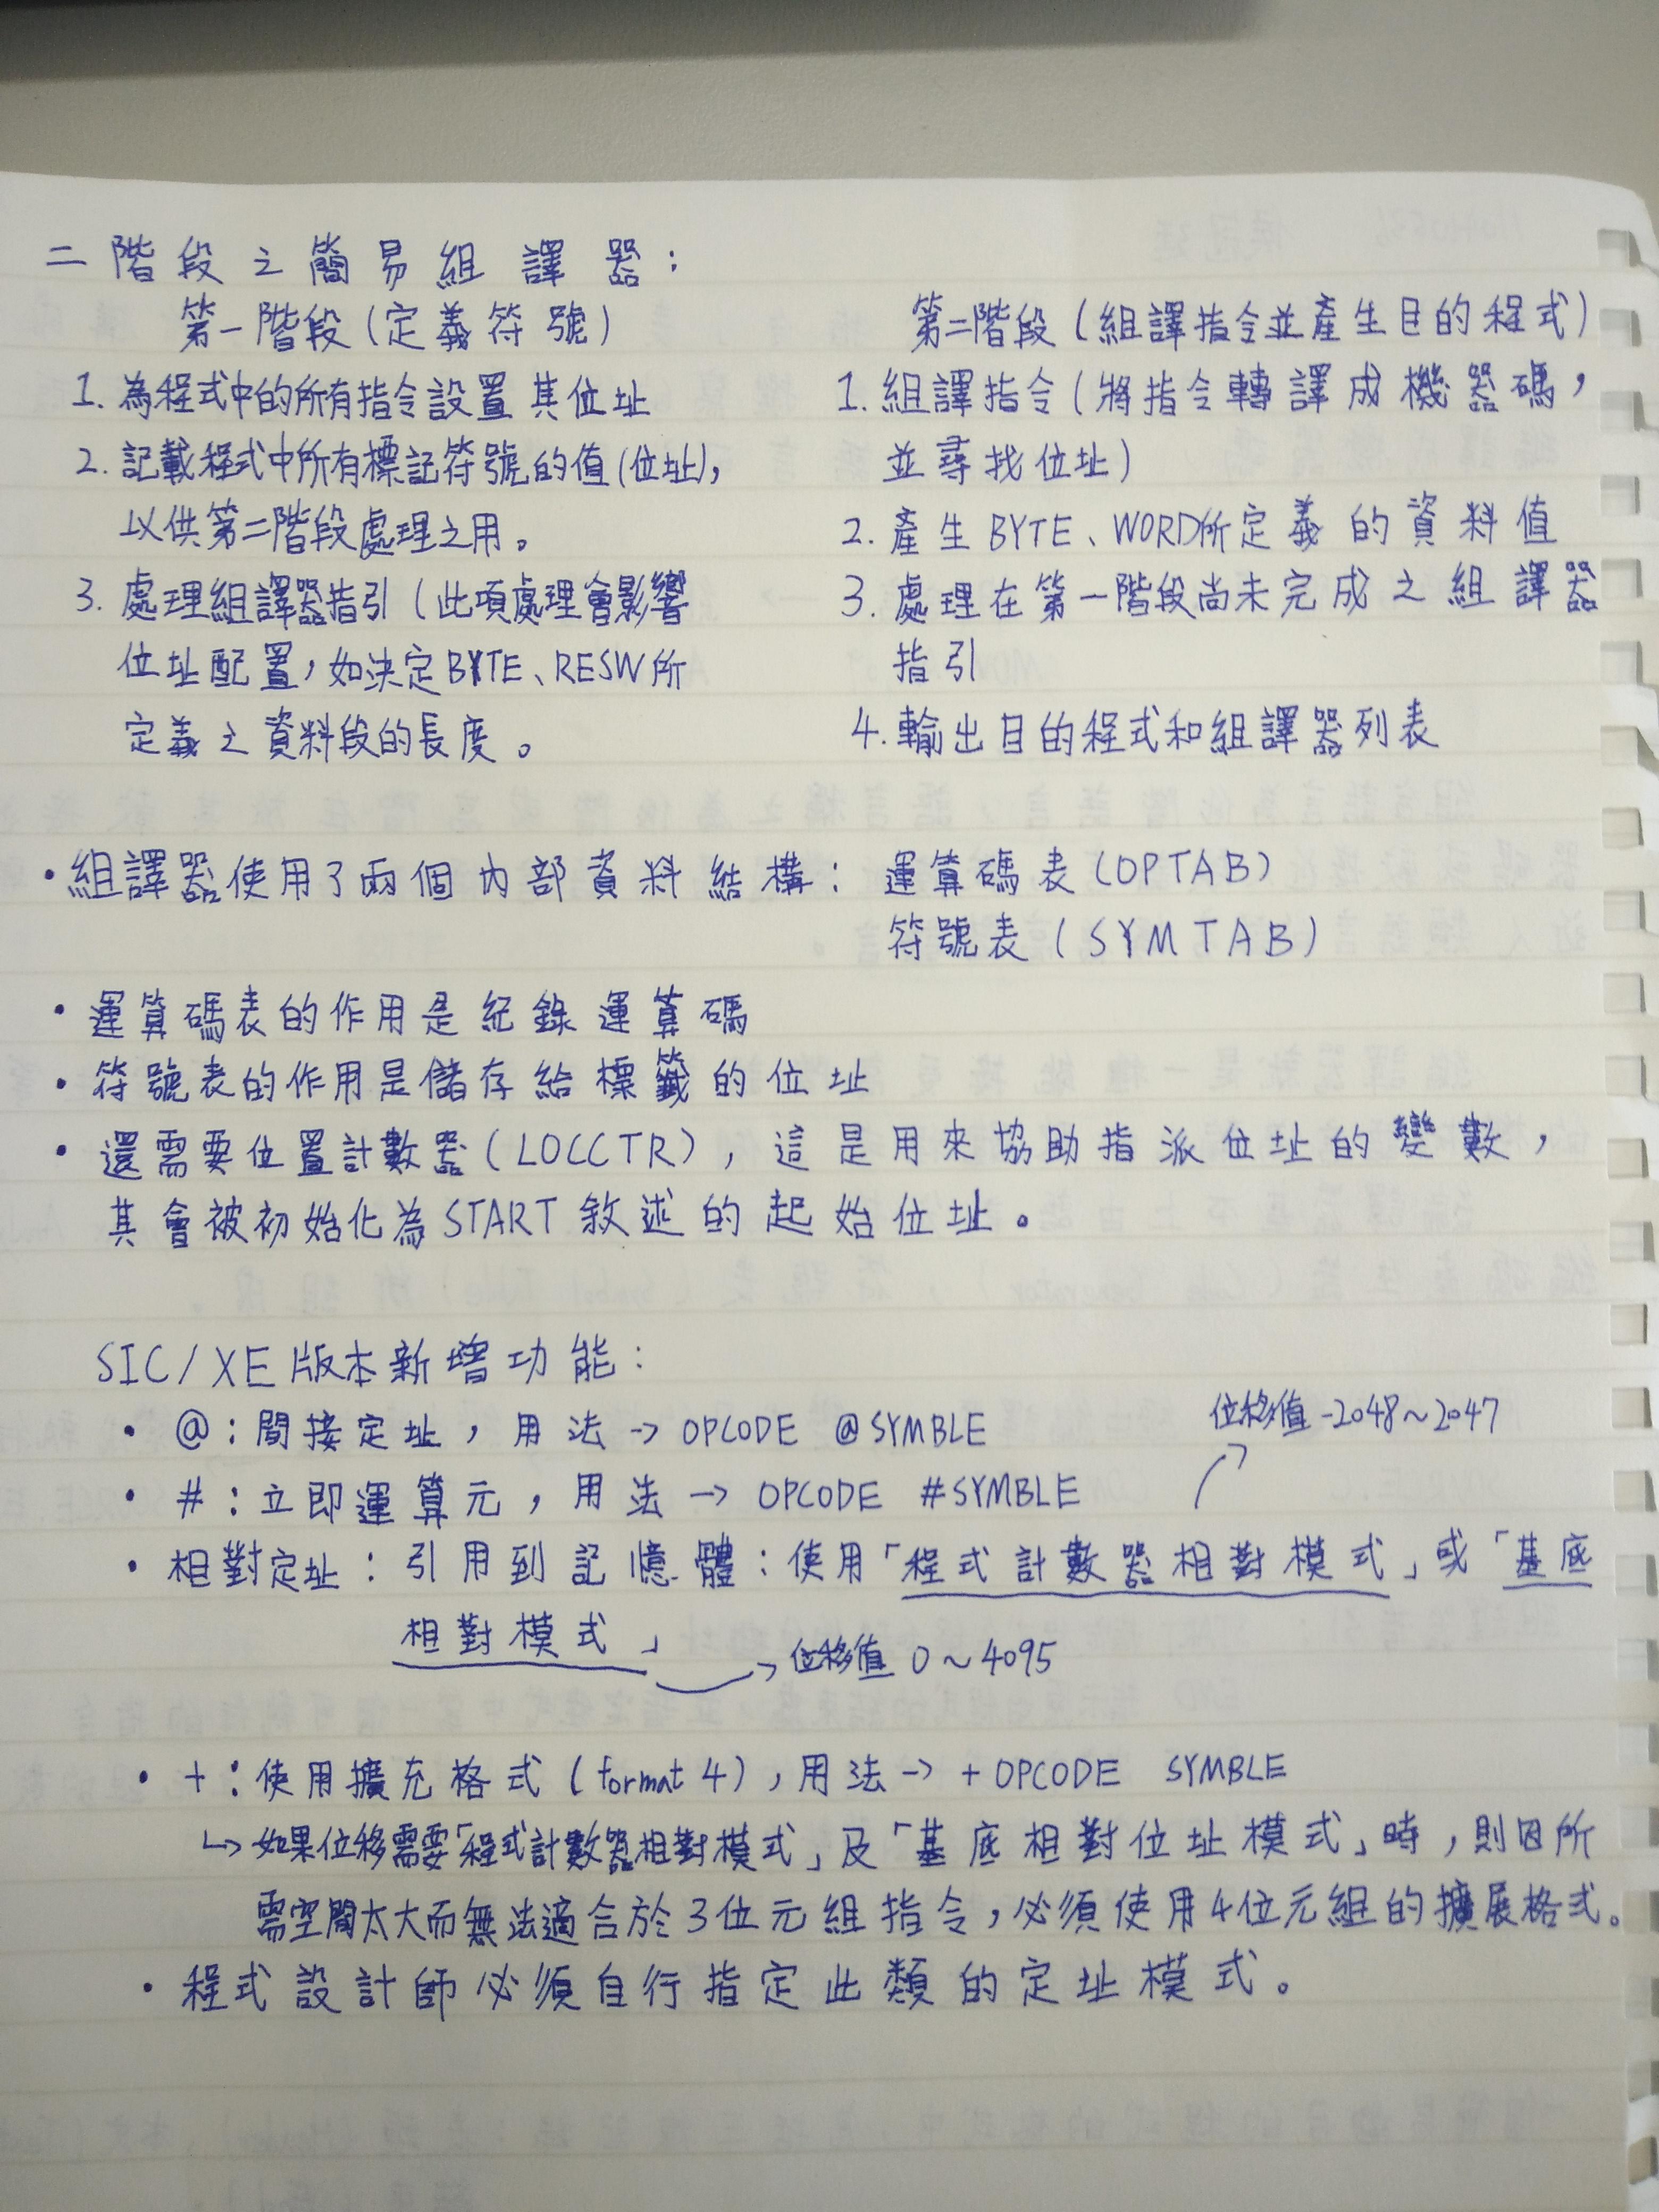 二階段之簡易組譯器：
第一階段(定義符號)
1. 為程式中的所有指令設置其位址
2. 記載程式中所有標記符號的值(位址)，
以供第二階段處理之用。
3. 處理組譯器指引(此項處理會影響
位址配置，如決定BYTE、RESW所
定義之資料段的長度。
第二階段(組譯指令並產生目的程式)
1. 組譯指令(將指令轉譯成機器碼，
並尋找位址)
2. 產生BYTE、WORD所定義的資料值
3. 處理在第一階段尚未完成之組譯器
指引
4. 輸出目的程式和組譯器列表
•組譯器使用了兩個內部資料結構：運算碼表(OPTAB)
符號表(SYMTAB)
•運算碼表的作用是紀錄運算碼
•符號表的作用是儲存給標籤的位址
•還需要位置計數器(LOCCTR)，這是用來協助指派位址的變數，
其會被初始化為START敘述的起始位址。
SIC/XE版本新增功能：
• @：間接定址，用法→ OPCODE @SYMBLE
位移值 -2048~2047
• #：立即運算元，用法→ OPCODE #SYMBLE
• 相對定址：引用到記憶體：使用「程式計數器相對模式」或「基底
相對模式」
→ 位移值 0~4095
• +：使用擴充格式(format 4)，用法→ +OPCODE SYMBLE
↳ 如果位移需要「程式計數器相對模式」及「基底相對位址模式」時，則因所
需空間太大而無法適合於3位元組指令，必須使用4位元組的擴展格式。
• 程式設計師必須自行指定此類的定址模式。